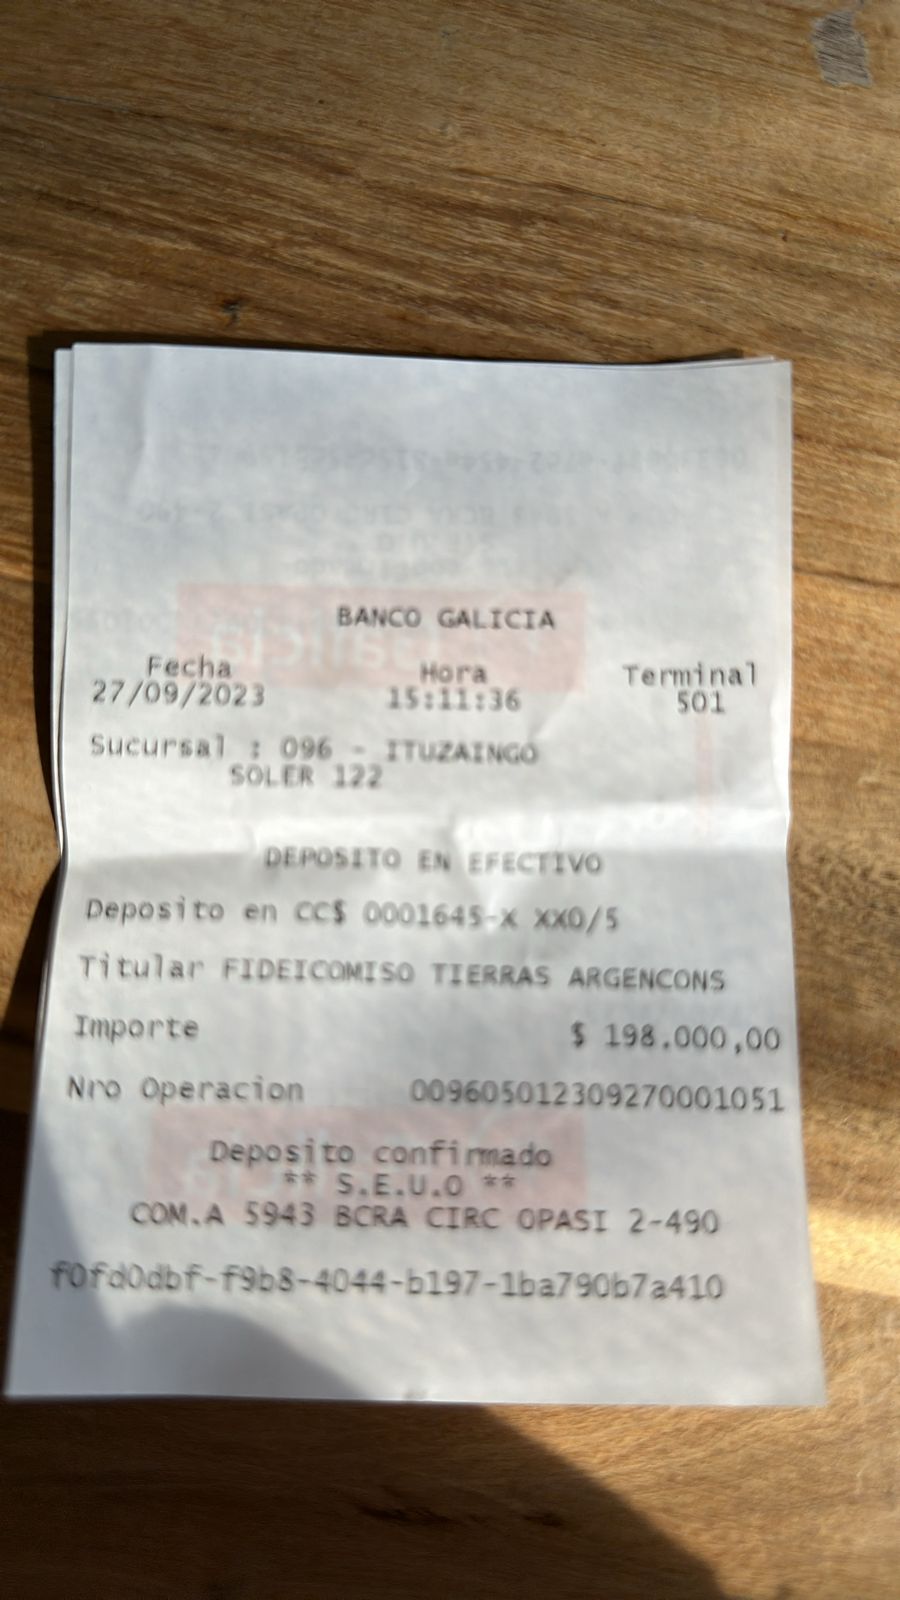 BANCO GALICIA
Fecha Hora Terminal
27/09/2023 15:11:36 501
Sucursal : 096 - ITUZAINGO
SOLER 122
DEPOSITO EN EFECTIVO
Deposito en CC$ 0001645-X XX0/5
Titular FIDEICOMISO TIERRAS ARGENCONS
Importe $ 198.000,00
Nro Operacion 009605012309270001051
Deposito confirmado
** S.E.U.O **
COM.A 5943 BCRA CIRC OPASI 2-490
f0fd0dbf-f9b8-4044-b197-1ba790b7a410